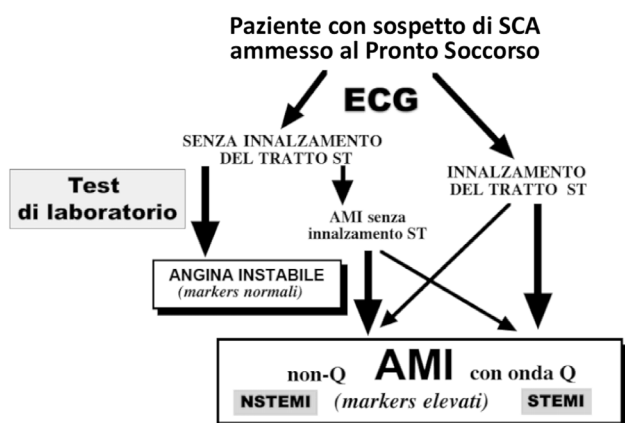 Paziente con sospetto di SCA
ammesso al Pronto Soccorso
ECG
SENZA INNALZAMENTO
DEL TRATTO ST
INNALZAMENTO
DEL TRATTO ST
Test
di laboratorio
AMI senza
innalzamento ST
ANGINA INSTABILE
(markers normali)
non-Q AMI con onda Q
NSTEMI (markers elevati) STEMI